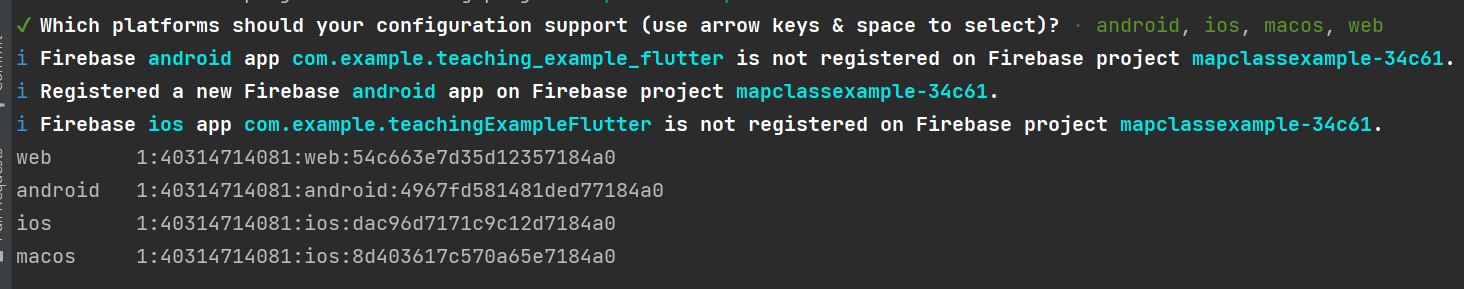 ✓ Which platforms should your configuration support (use arrow keys & space to select)? · android, ios, macos, web
i Firebase android app com.example.teaching_example_flutter is not registered on Firebase project mapclassexample-34c61.
i Registered a new Firebase android app on Firebase project mapclassexample-34c61.
i Firebase ios app com.example.teachingExampleFlutter is not registered on Firebase project mapclassexample-34c61.
web 1:40314714081:web:54c663e7d35d12357184a0
android 1:40314714081:android:4967fd581481ded77184a0
ios 1:40314714081:ios:dac96d7171c9c12d7184a0
macos 1:40314714081:ios:8d403617c570a65e7184a0